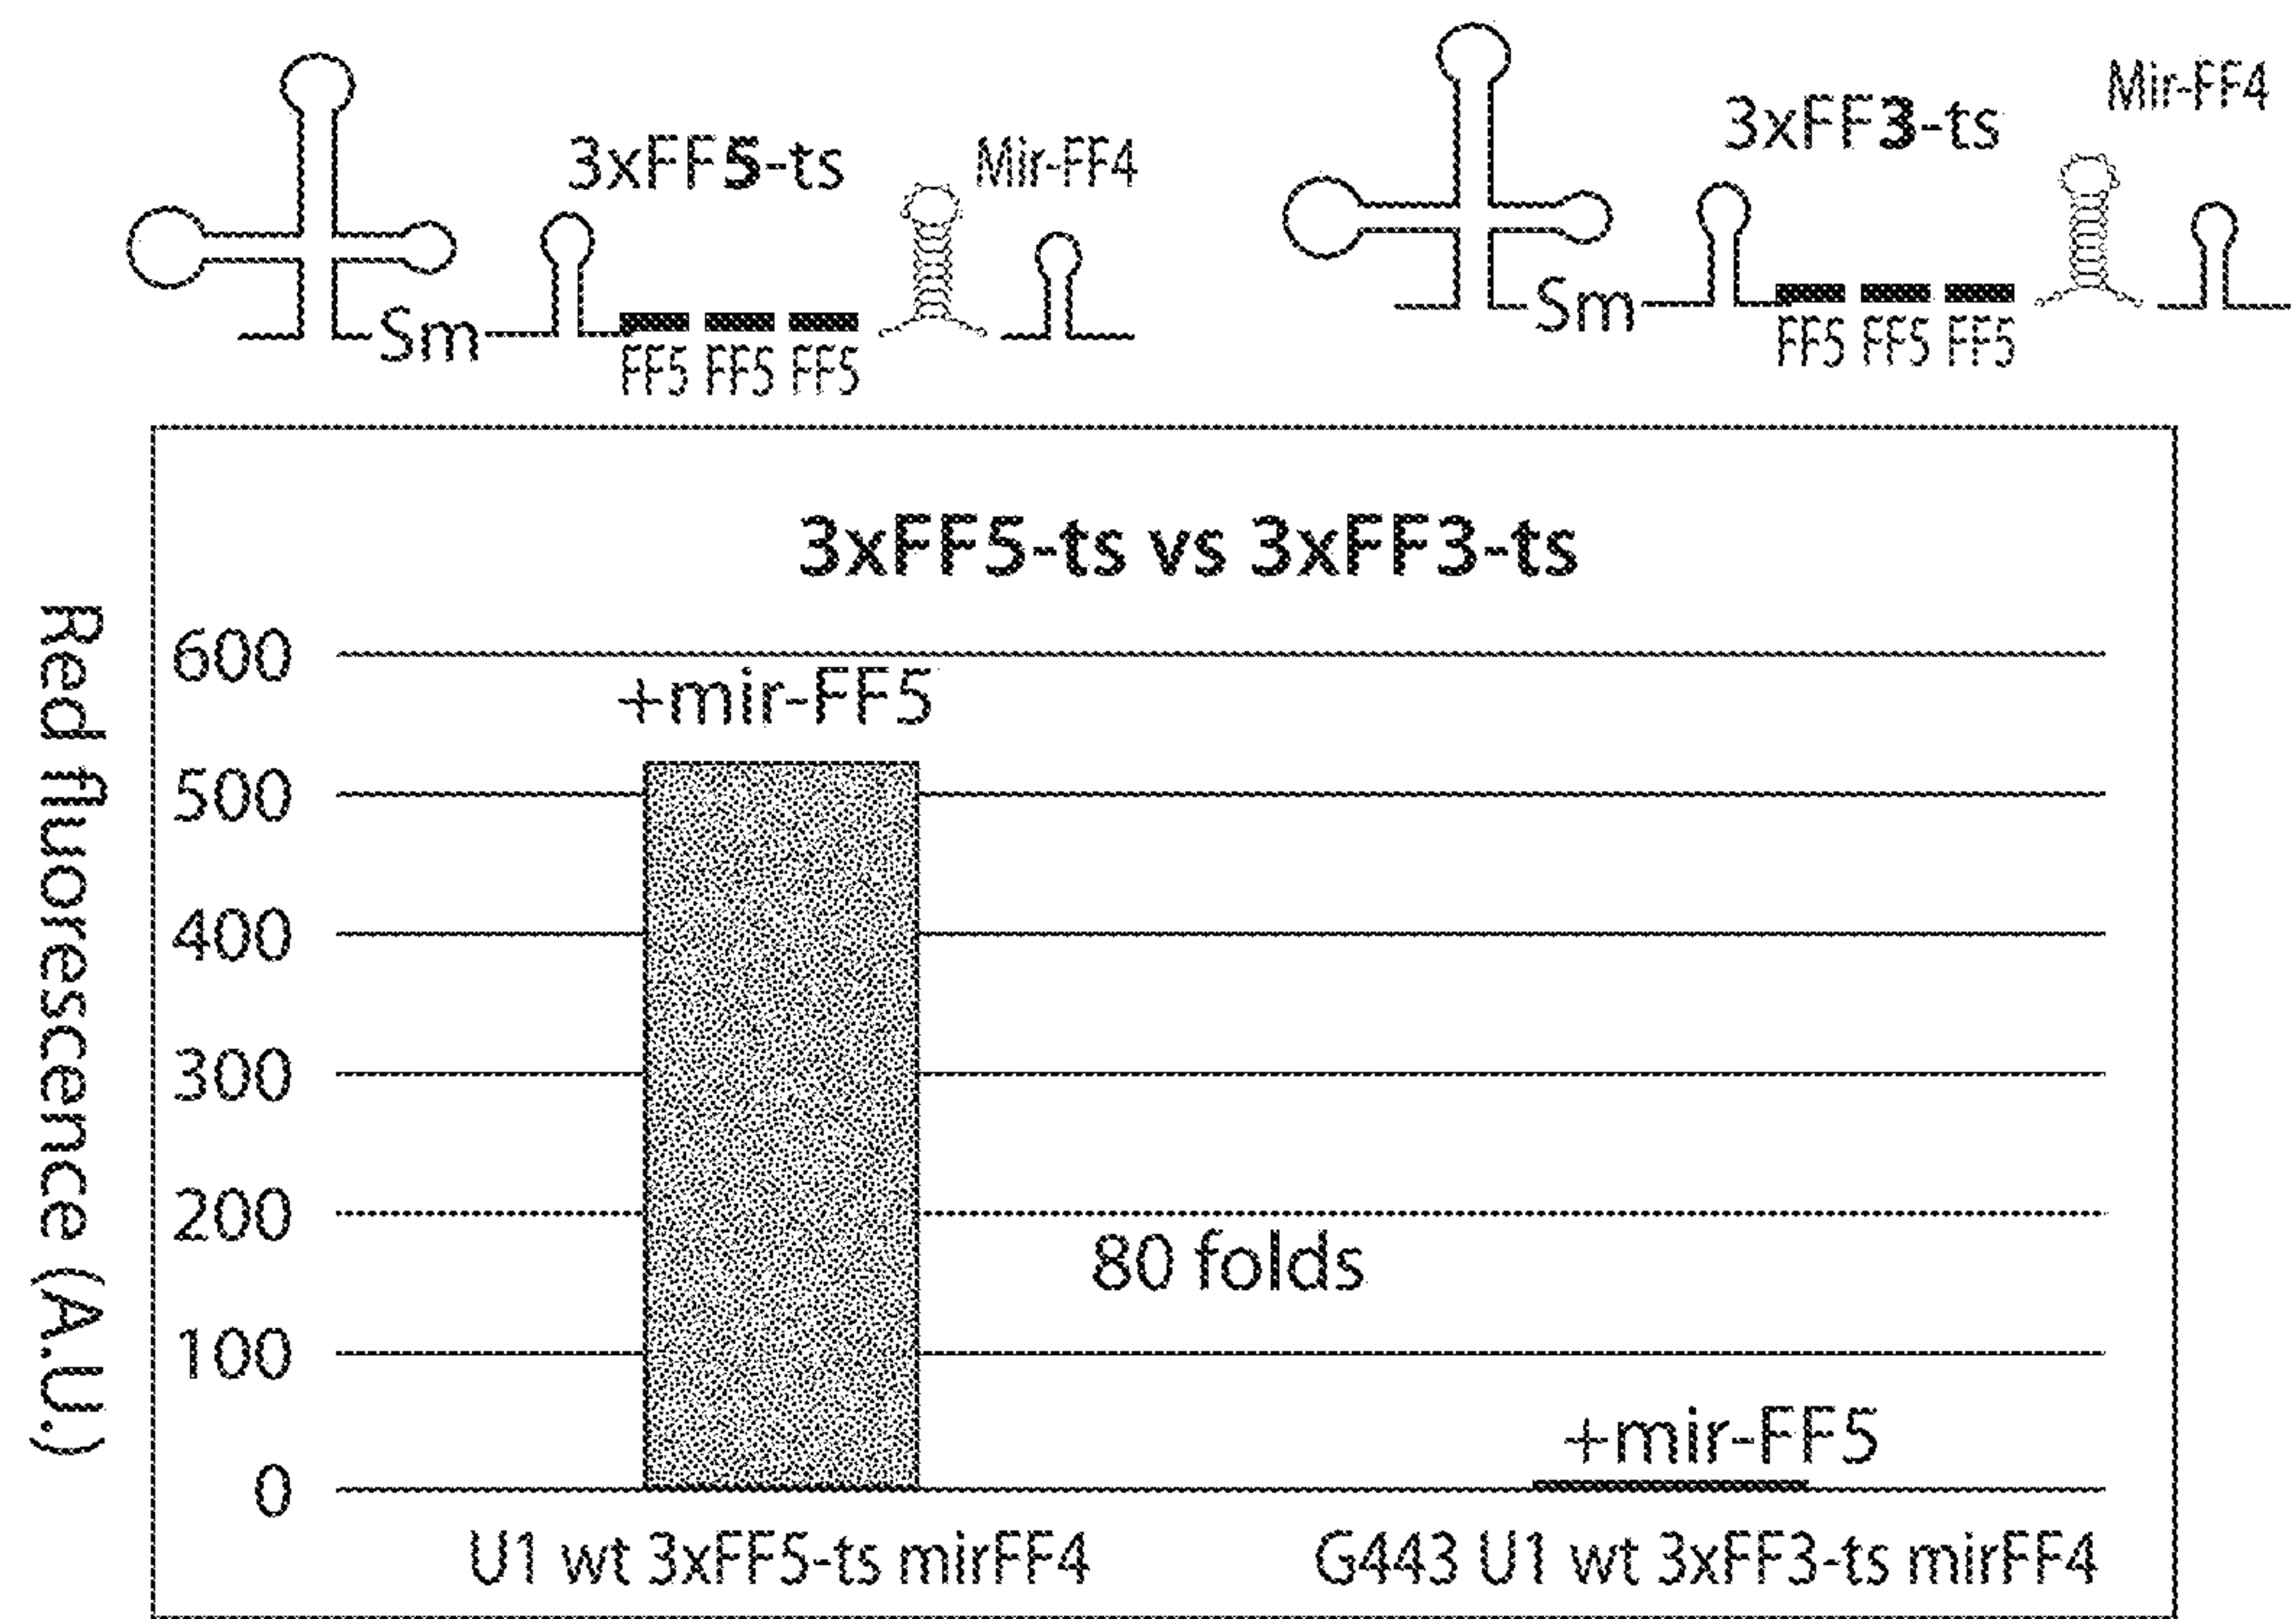 3xFF5-ts
Mir-FF4
Sm
FF5 FF5 FF5
3xFF3-ts
Mir-FF4
Sm
FF5 FF5 FF5
3xFF5-ts vs 3xFF3-ts
Red fluorescence (A.U.)
600
+mir-FF5
500
400
300
200
80 folds
100
+mir-FF5
0
U1 wt 3xFF5-ts mirFF4
G443 U1 wt 3xFF3-ts mirFF4